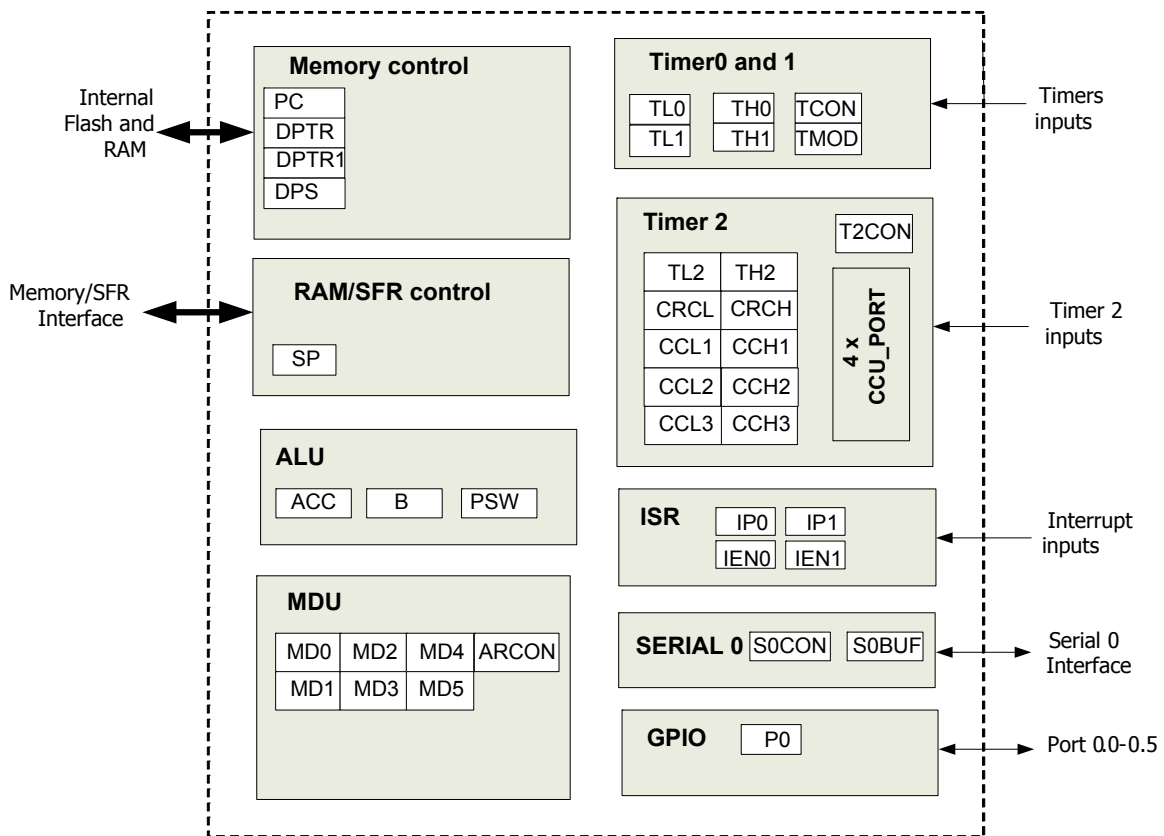 Memory control
PC
DPTR
DPTR1
DPS
Internal
Flash and
RAM
RAM/SFR control
SP
Memory/SFR
Interface
ALU
ACC B PSW
MDU
MD0 MD2 MD4 ARCON
MD1 MD3 MD5
Timer0 and 1
TL0 TH0 TCON
TL1 TH1 TMOD
Timers
inputs
Timer 2
T2CON
TL2 TH2
CRCL CRCH
CCL1 CCH1
CCL2 CCH2
CCL3 CCH3
4 x
CCU_PORT
Timer 2
inputs
ISR
IP0 IP1
IEN0 IEN1
Interrupt
inputs
SERIAL 0 S0CON S0BUF
Serial 0
Interface
GPIO P0
Port 0.0-0.5